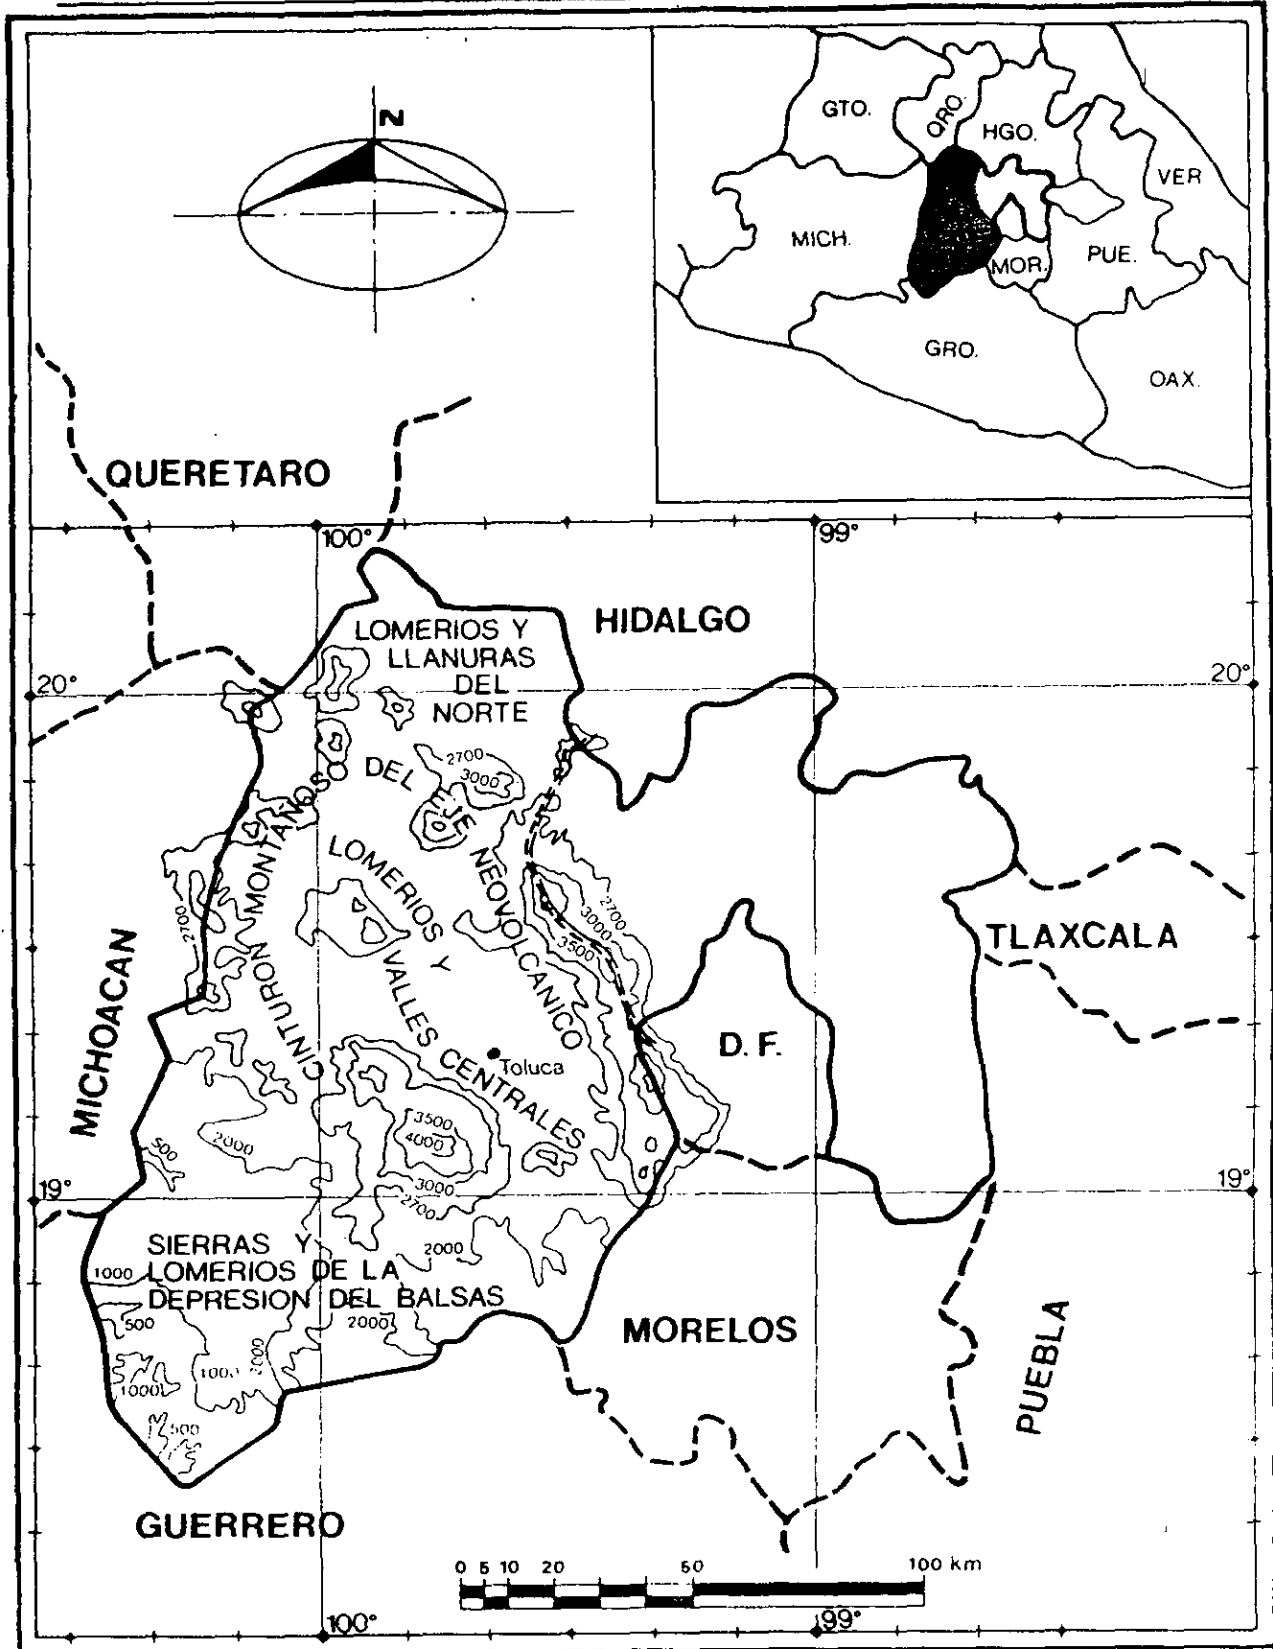 N
GTO.
QRO.
HGO.
VER
MICH.
MOR.
PUE.
GRO.
OAX.
QUERETARO
100°
99°
HIDALGO
LOMERIOS Y
LLANURAS
DEL
NORTE
20°
20°
2700
3000
CINTURON MONTAÑOSO DEL EJE NEOVOLCANICO
LOMERIOS Y VALLES CENTRALES
2700
3000
3500
2700
MICHOACAN
TLAXCALA
D. F.
Toluca
3500
4000
2000
500
3000
2700
19°
19°
SIERRAS Y
LOMERIOS DE LA
DEPRESION DEL BALSAS
2000
1000
500
2000
1000
2000
1000
500
MORELOS
PUEBLA
GUERRERO
0 5 10 20 50 100 km
100°
99°